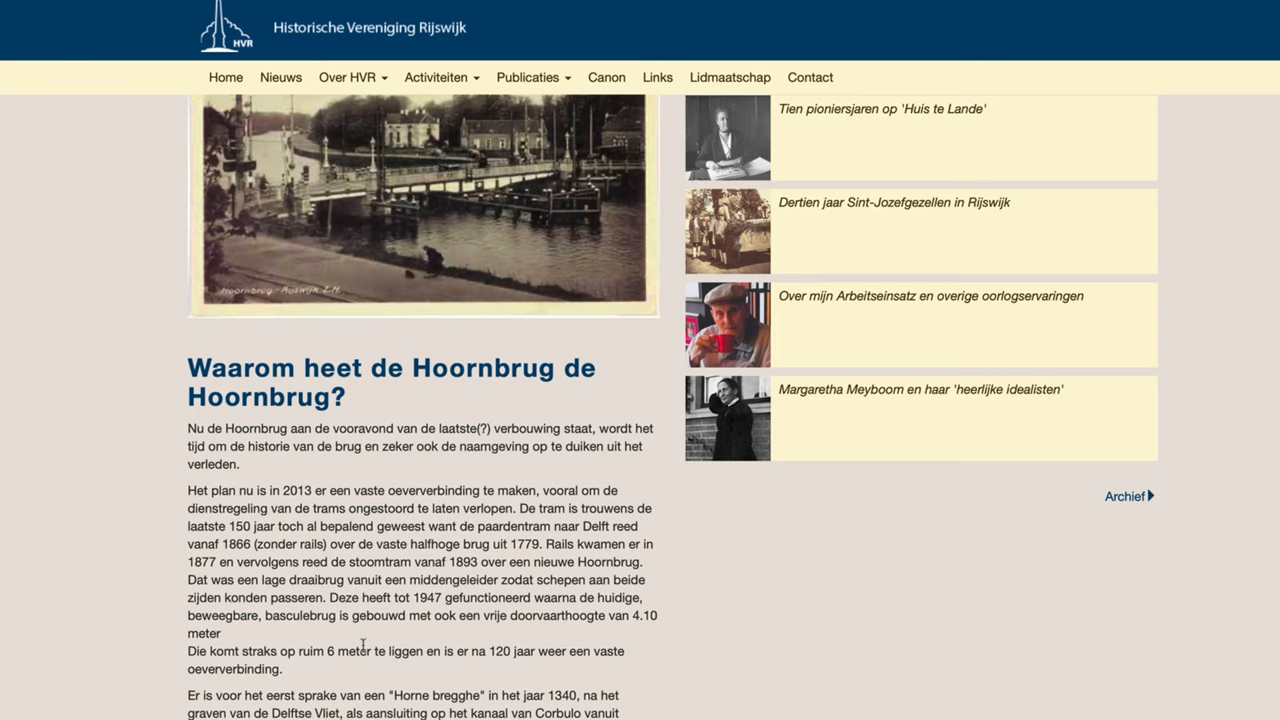 HVR
Historische Vereniging Rijswijk
Home Nieuws Over HVR Activiteiten Publicaties Canon Links Lidmaatschap Contact
Hoornbrug - Rijswijk Z.H.
Waarom heet de Hoornbrug de
Hoornbrug?
Nu de Hoornbrug aan de vooravond van de laatste(?) verbouwing staat, wordt het
tijd om de historie van de brug en zeker ook de naamgeving op te duiken uit het
verleden.
Het plan nu is in 2013 er een vaste oeververbinding te maken, vooral om de
dienstregeling van de trams ongestoord te laten verlopen. De tram is trouwens de
laatste 150 jaar toch al bepalend geweest want de paardentram naar Delft reed
vanaf 1866 (zonder rails) over de vaste halfhoge brug uit 1779. Rails kwamen er in
1877 en vervolgens reed de stoomtram vanaf 1893 over een nieuwe Hoornbrug.
Dat was een lage draaibrug vanuit een middengeleider zodat schepen aan beide
zijden konden passeren. Deze heeft tot 1947 gefunctioneerd waarna de huidige,
beweegbare, basculebrug is gebouwd met ook een vrije doorvaarthoogte van 4.10
meter
Die komt straks op ruim 6 meter te liggen en is er na 120 jaar weer een vaste
oeververbinding.
Er is voor het eerst sprake van een "Horne bregghe" in het jaar 1340, na het
graven van de Delftse Vliet, als aansluiting op het kanaal van Corbulo vanuit
Tien pioniersjaren op 'Huis te Lande'
Dertien jaar Sint-Jozefgezellen in Rijswijk
Over mijn Arbeitseinsatz en overige oorlogservaringen
Margaretha Meyboom en haar 'heerlijke idealisten'
Archief